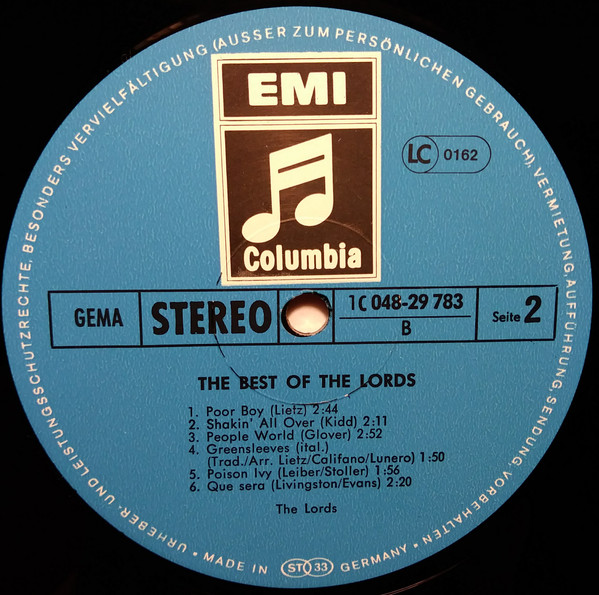 URHEBER- UND LEISTUNGSSCHUTZRECHTE, BESONDERS VERVIELFÄLTIGUNG (AUSSER ZUM PERSÖNLICHEN GEBRAUCH), VERMIETUNG, AUFFÜHRUNG, SENDUNG, VORBEHALTEN •
EMI
LC 0162
Columbia
GEMA
STEREO
1C 048-29 783
B
Seite 2
THE BEST OF THE LORDS
1. Poor Boy (Lietz) 2:44
2. Shakin' All Over (Kidd) 2:11
3. People World (Glover) 2:52
4. Greensleeves (ital.)
(Trad./Arr. Lietz/Califano/Lunero) 1:50
5. Poison Ivy (Leiber/Stoller) 1:56
6. Que sera (Livingston/Evans) 2:20
The Lords
• MADE IN ST 33 GERMANY •